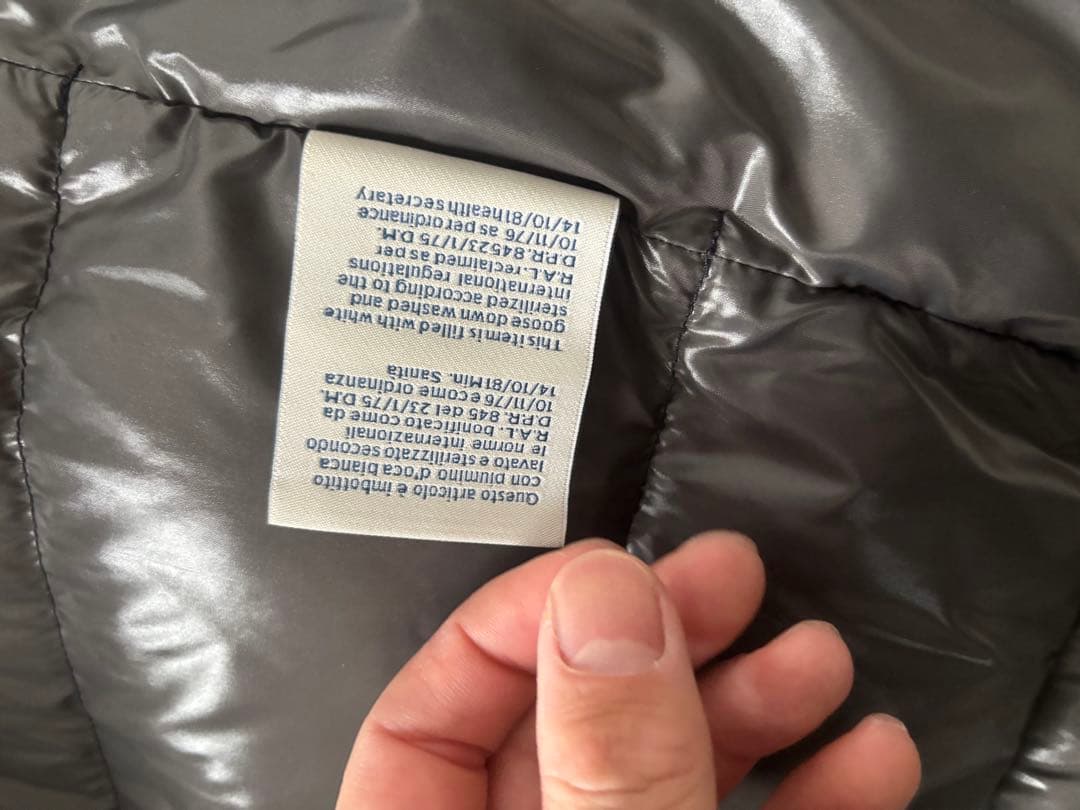 Questo articolo è imbottito
con piumino d'oca bianca
lavato e sterilizzato secondo
le norme internazionali
R.A.L. bonificato come da
D.P.R. 845 del 23/1/75 D.M.
10/11/76 e come ordinanza
14/10/81Min. Sanità
This item is filled with white
goose down washed and
sterilized according to the
international regulations
R.A.L. reclaimed as per
D.P.R. 84523/1/75 D.M.
10/11/76 as per ordinance
14/10/81health secretary